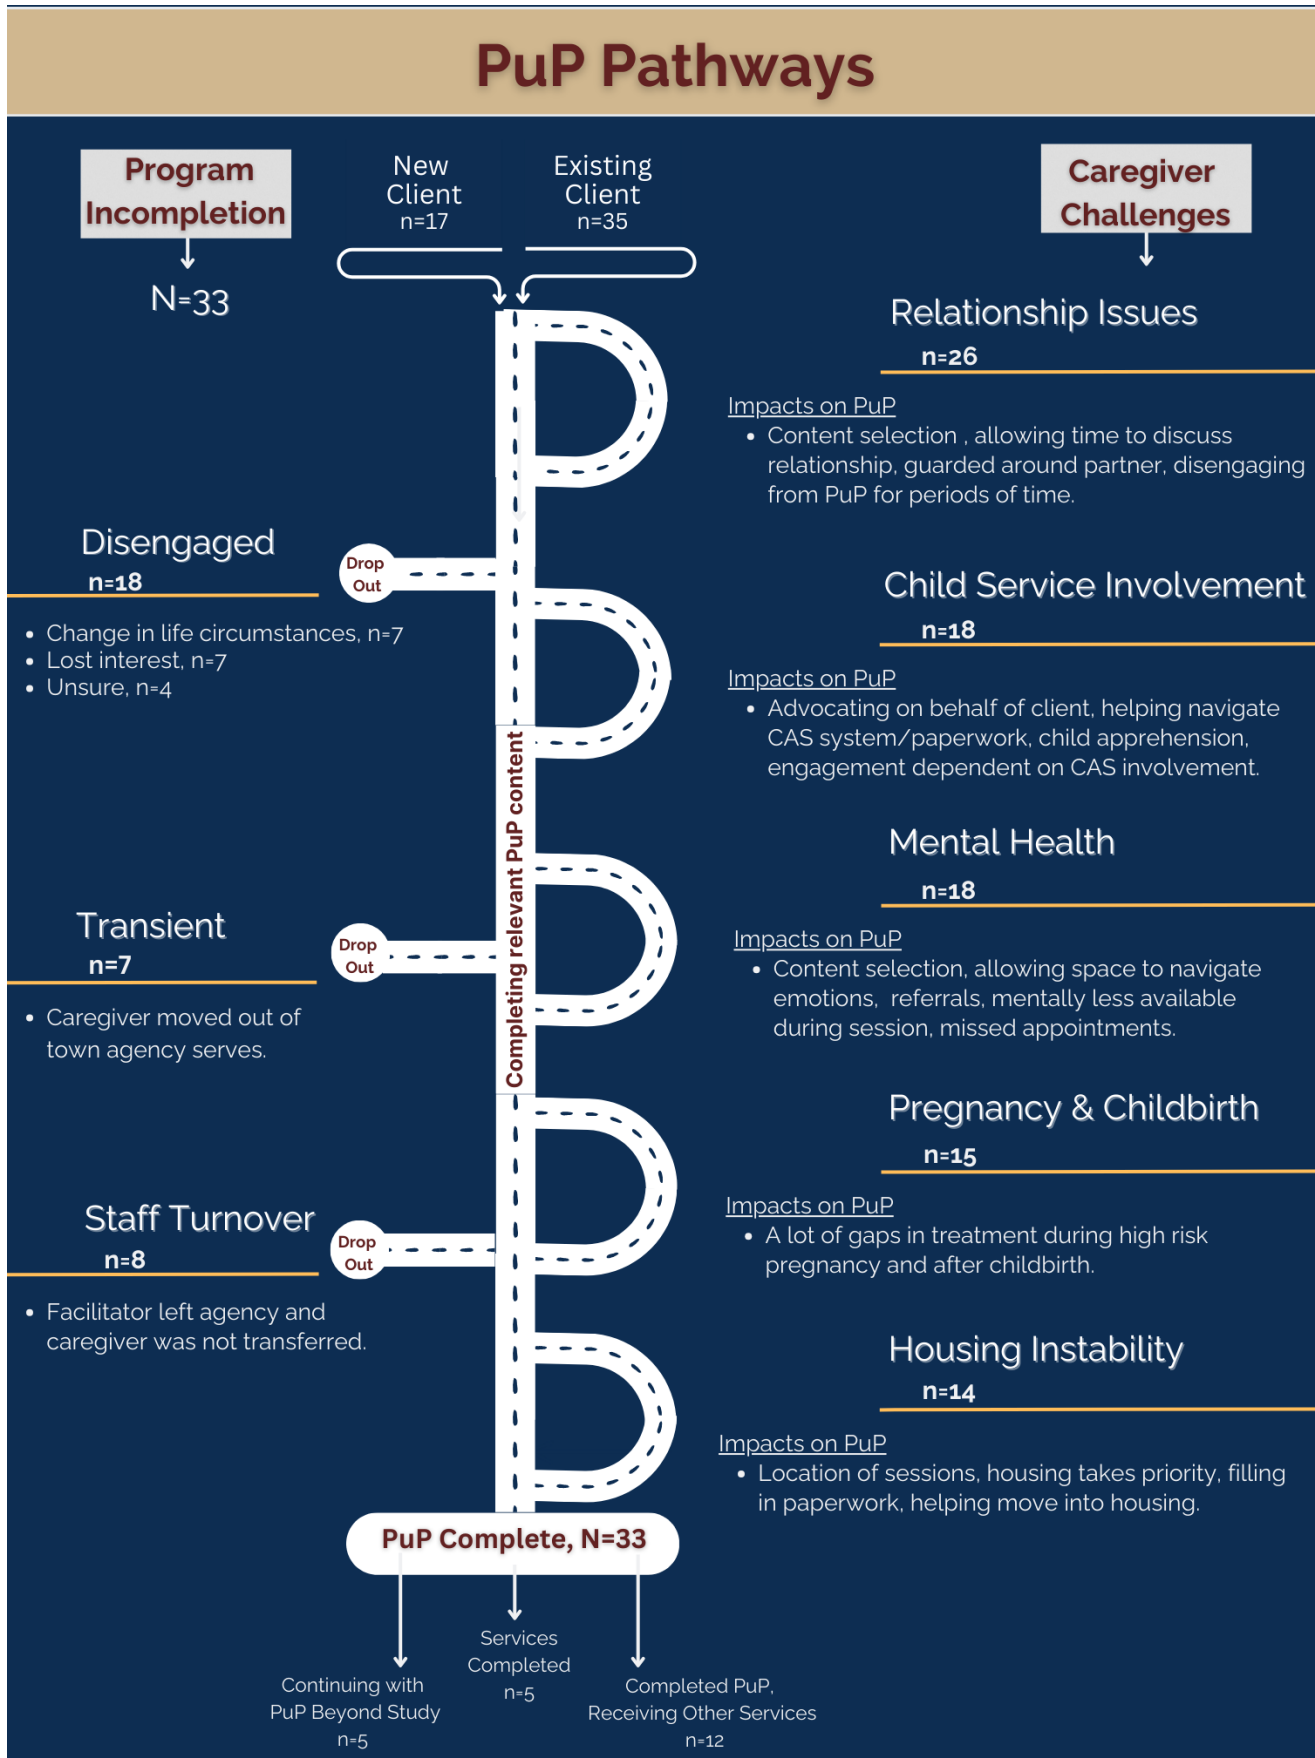 PuP Pathways
Program
Incompletion
N=33
New
Client
n=17
Existing
Client
n=35
Caregiver
Challenges
Disengaged
n=18
Drop
Out
• Change in life circumstances, n=7
• Lost interest, n=7
• Unsure, n=4
Transient
n=7
Drop
Out
• Caregiver moved out of
town agency serves.
Staff Turnover
n=8
Drop
Out
• Facilitator left agency and
caregiver was not transferred.
Completing relevant PuP content
Relationship Issues
n=26
Impacts on PuP
• Content selection , allowing time to discuss
relationship, guarded around partner, disengaging
from PuP for periods of time.
Child Service Involvement
n=18
Impacts on PuP
• Advocating on behalf of client, helping navigate
CAS system/paperwork, child apprehension,
engagement dependent on CAS involvement.
Mental Health
n=18
Impacts on PuP
• Content selection, allowing space to navigate
emotions, referrals, mentally less available
during session, missed appointments.
Pregnancy & Childbirth
n=15
Impacts on PuP
• A lot of gaps in treatment during high risk
pregnancy and after childbirth.
Housing Instability
n=14
Impacts on PuP
• Location of sessions, housing takes priority, filling
in paperwork, helping move into housing.
PuP Complete, N=33
Continuing with
PuP Beyond Study
n=5
Services
Completed
n=5
Completed PuP,
Receiving Other Services
n=12